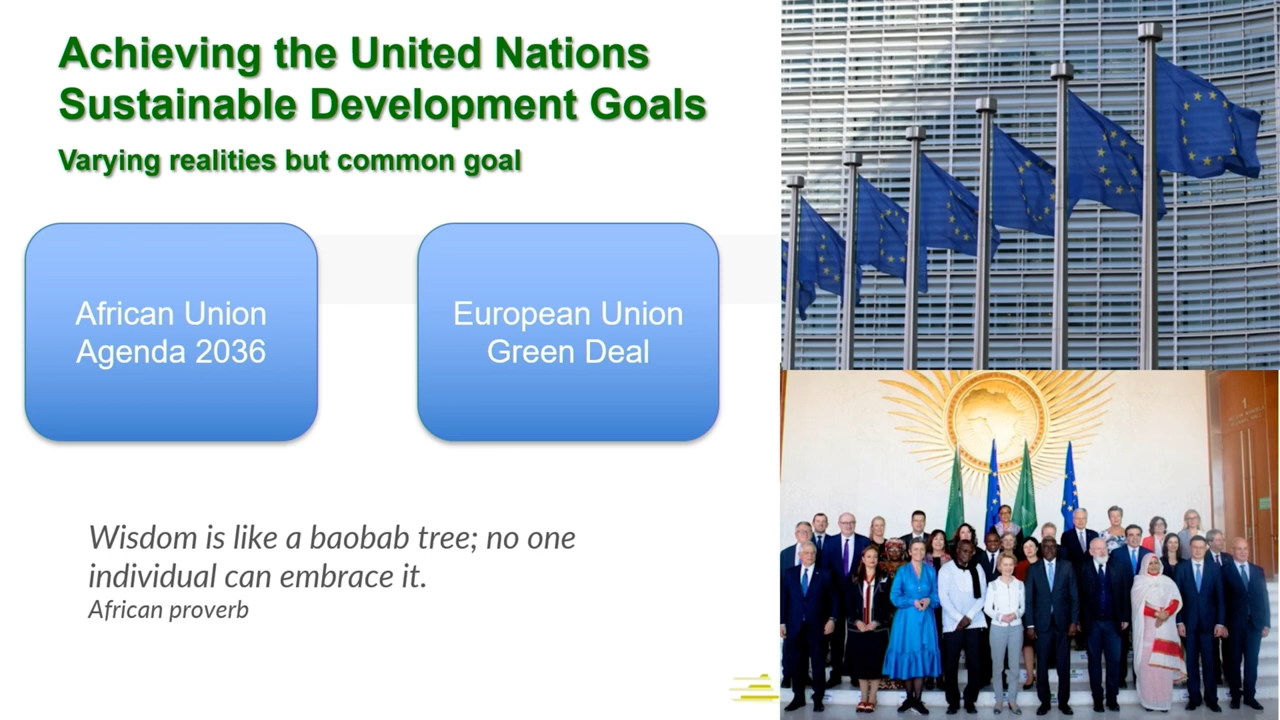 Achieving the United Nations
Sustainable Development Goals
Varying realities but common goal
African Union
Agenda 2036
European Union
Green Deal
Wisdom is like a baobab tree; no one
individual can embrace it.
African proverb